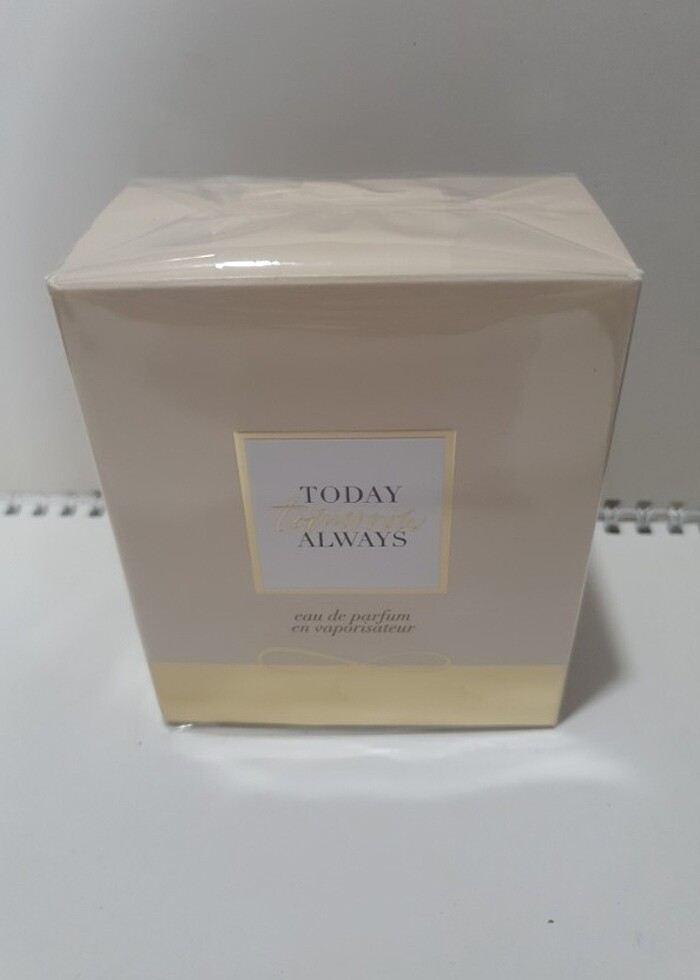 TODAY
tomorrow
ALWAYS
eau de parfum
en vaporisateur